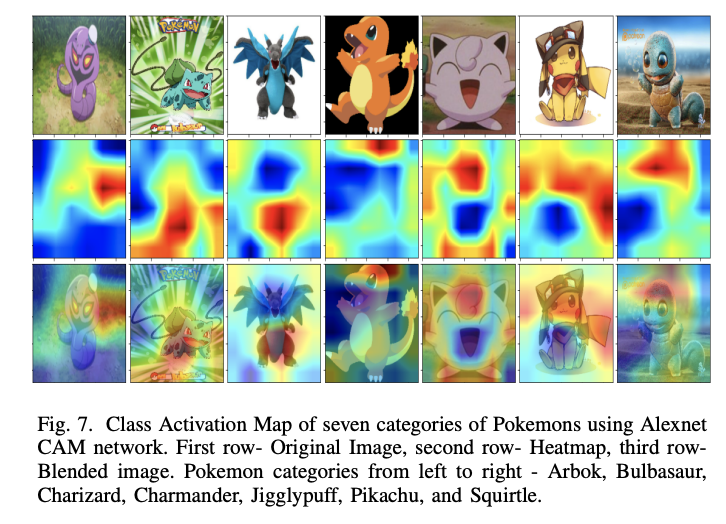 POKéMON
POKéMON
Fig. 7. Class Activation Map of seven categories of Pokemons using Alexnet
CAM network. First row- Original Image, second row- Heatmap, third row-
Blended image. Pokemon categories from left to right - Arbok, Bulbasaur,
Charizard, Charmander, Jigglypuff, Pikachu, and Squirtle.